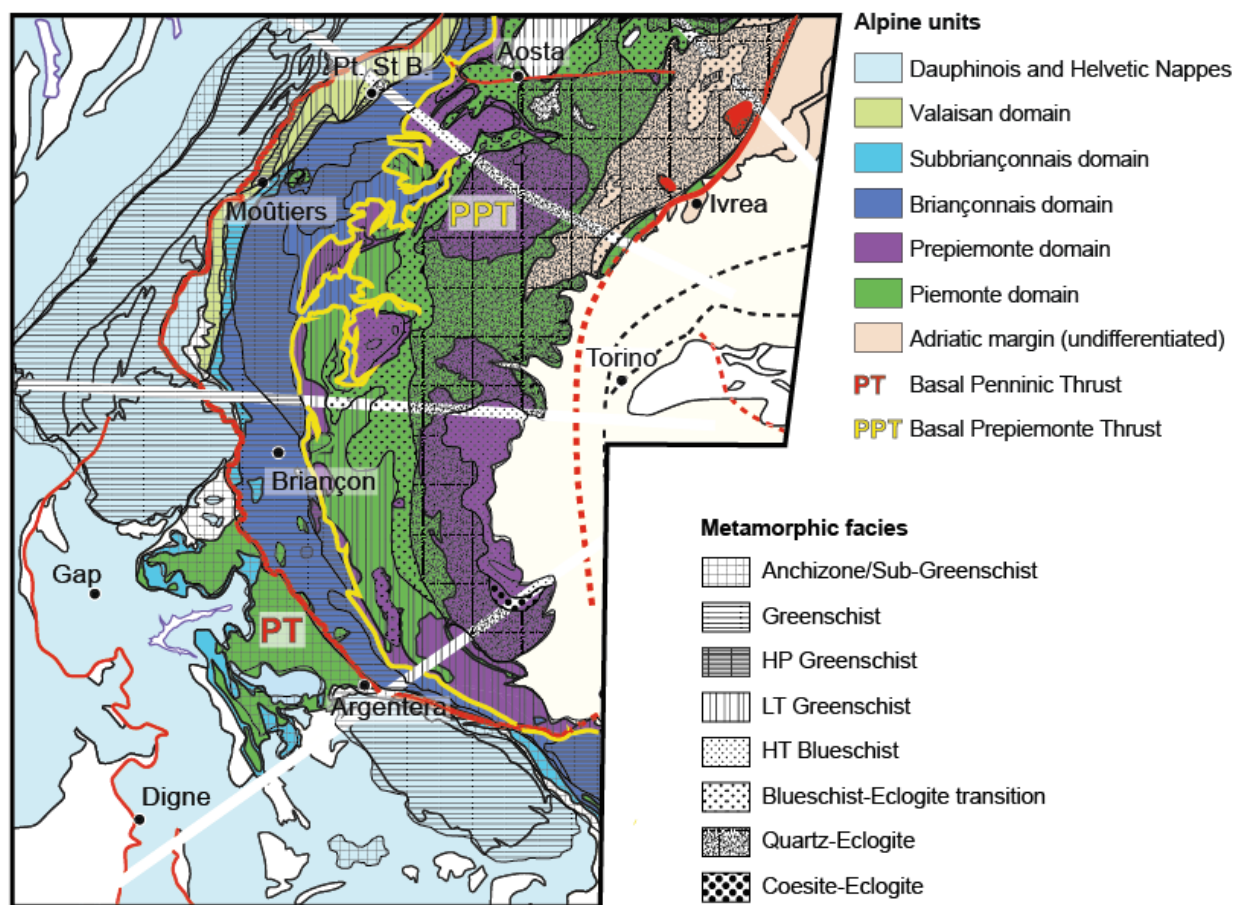 Aosta
Pt. St B.
Moûtiers
PPT
Ivrea
Torino
Briançon
Gap
PT
Argentera
Digne
Alpine units
Dauphinois and Helvetic Nappes
Valaisan domain
Subbriançonnais domain
Briançonnais domain
Prepiemonte domain
Piemonte domain
Adriatic margin (undifferentiated)
PT Basal Penninic Thrust
PPT Basal Prepiemonte Thrust
Metamorphic facies
Anchizone/Sub-Greenschist
Greenschist
HP Greenschist
LT Greenschist
HT Blueschist
Blueschist-Eclogite transition
Quartz-Eclogite
Coesite-Eclogite